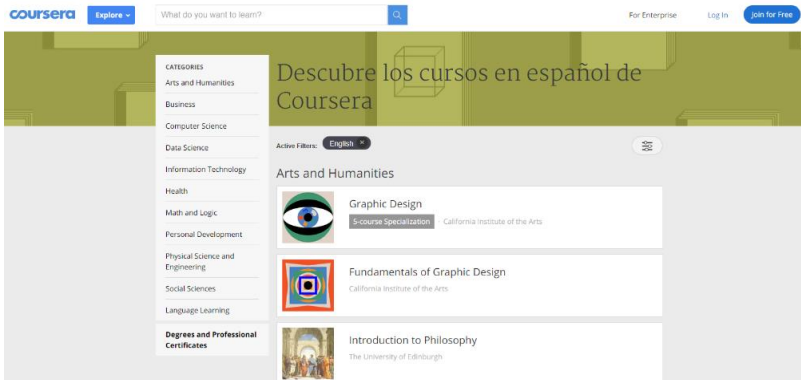 coursera
Explore
What do you want to learn?
For Enterprise
Log In
Join for Free
CATEGORIES
Arts and Humanities
Business
Computer Science
Data Science
Information Technology
Health
Math and Logic
Personal Development
Physical Science and
Engineering
Social Sciences
Language Learning
Degrees and Professional
Certificates
Descubre los cursos en español de
Coursera
Active Filters:
English ×
Arts and Humanities
Graphic Design
5-course Specialization
California Institute of the Arts
Fundamentals of Graphic Design
California Institute of the Arts
Introduction to Philosophy
The University of Edinburgh